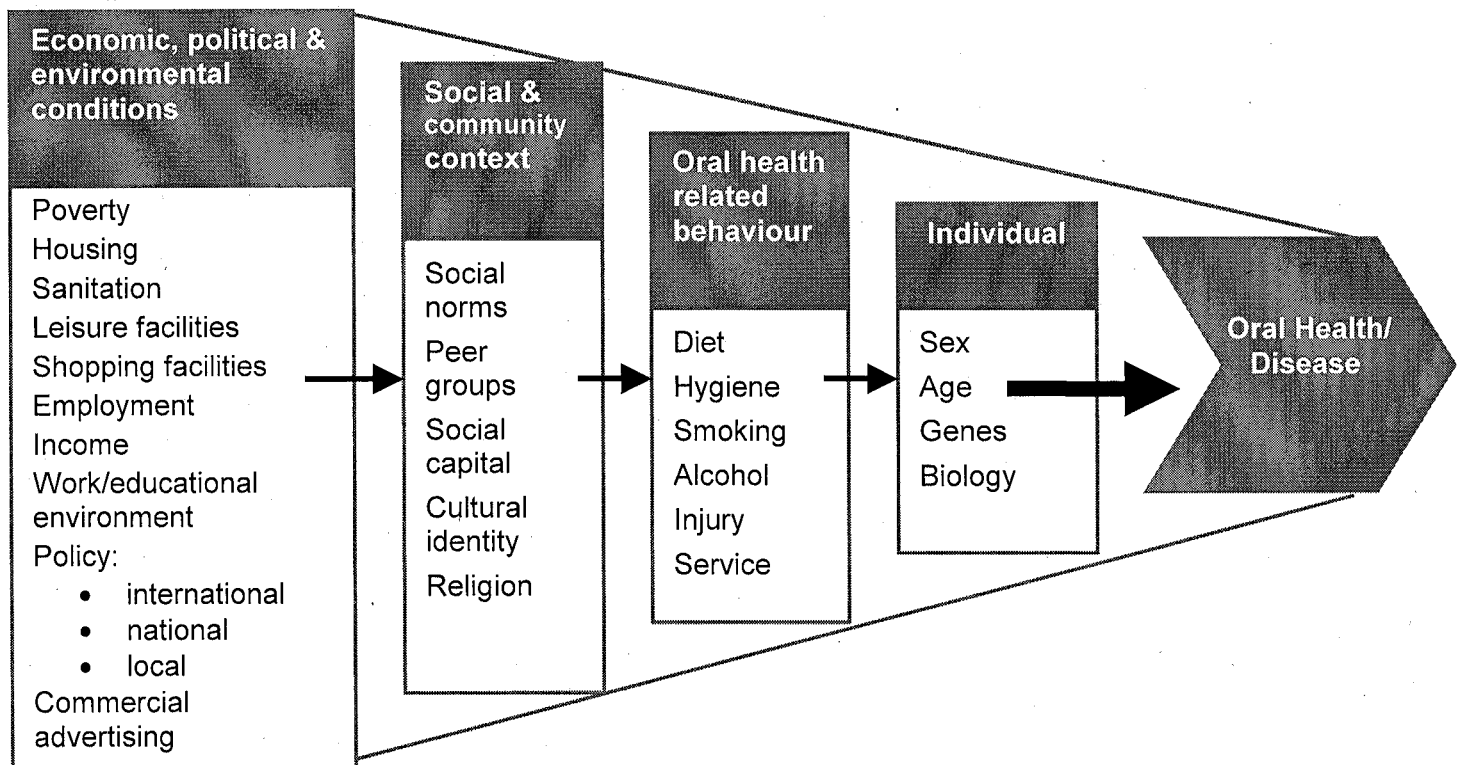 Economic, political &
environmental
conditions
Poverty
Housing
Sanitation
Leisure facilities
Shopping facilities
Employment
Income
Work/educational
environment
Policy:
• international
• national
• local
Commercial
advertising
Social &
community
context
Social
norms
Peer
groups
Social
capital
Cultural
identity
Religion
Oral health
related
behaviour
Diet
Hygiene
Smoking
Alcohol
Injury
Service
Individual
Sex
Age
Genes
Biology
Oral Health/
Disease